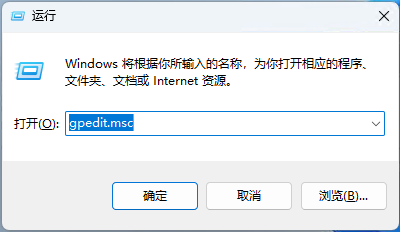 运行
Windows 将根据你所输入的名称，为你打开相应的程序、
文件夹、文档或 Internet 资源。
打开(O): gpedit.msc
确定 取消 浏览(B)...